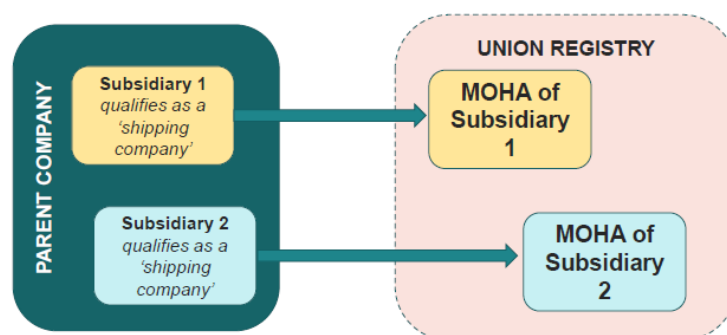 PARENT COMPANY
Subsidiary 1
qualifies as a
‘shipping
company’
Subsidiary 2
qualifies as a
‘shipping
company’
UNION REGISTRY
MOHA of
Subsidiary
1
MOHA of
Subsidiary
2